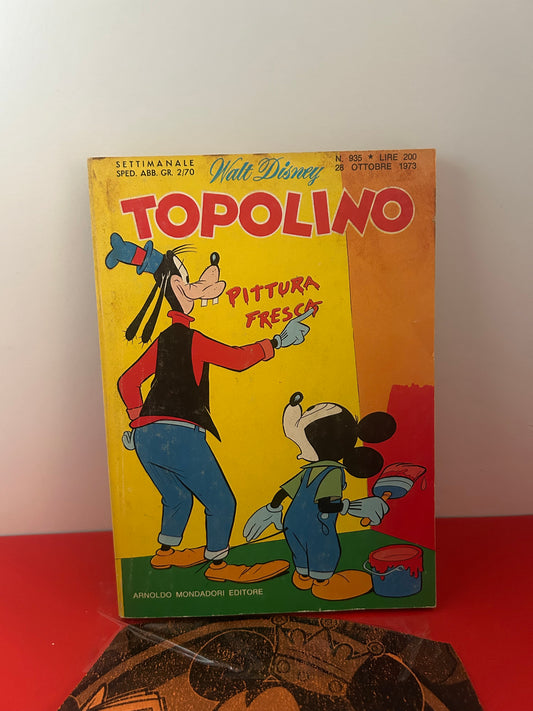 SETTIMANALE
SPED. ABB. GR. 2/70
Walt Disney
N. 935 ★ LIRE 200
28 OTTOBRE 1973
TOPOLINO
PITTURA
FRESCA
ARNOLDO MONDADORI EDITORE